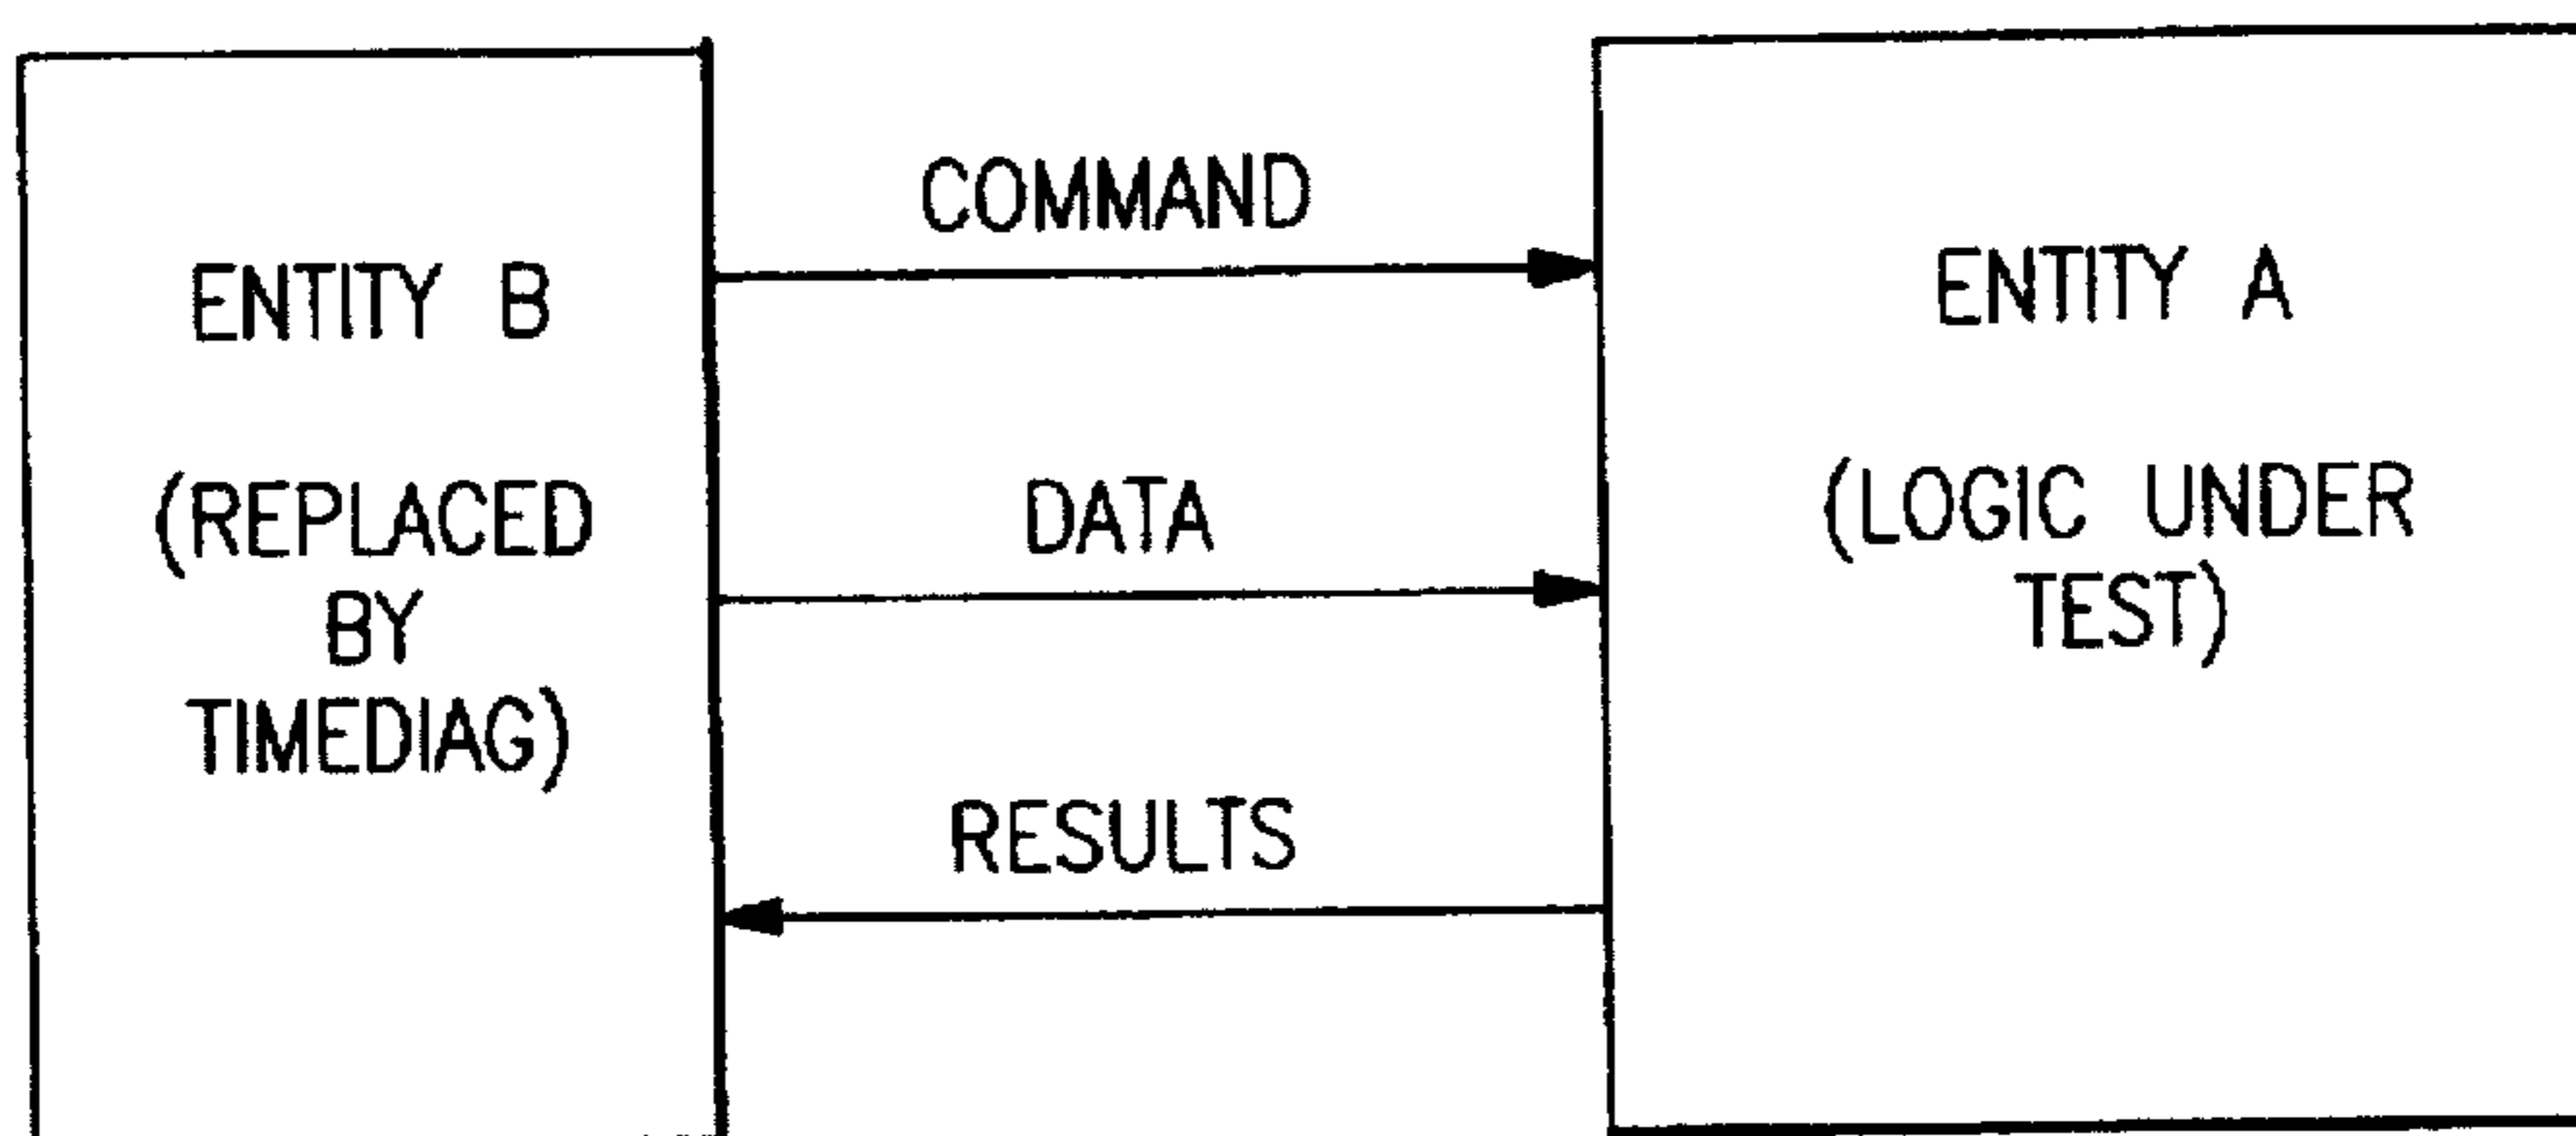 ENTITY B
(REPLACED
BY
TIMEDIAG)
COMMAND
DATA
RESULTS
ENTITY A
(LOGIC UNDER
TEST)